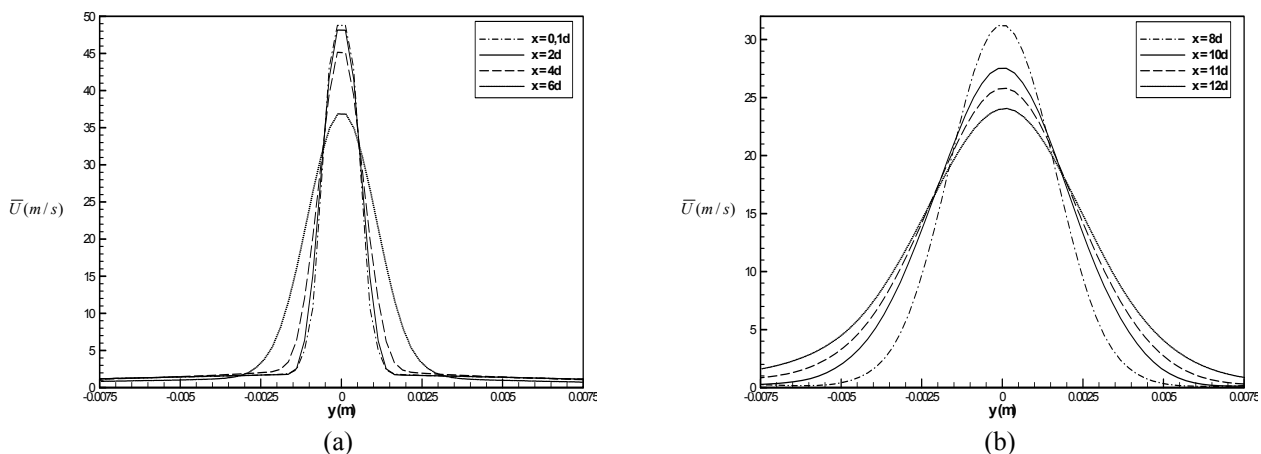 50
45
40
35
30
25
20
15
10
5
0
Ū(m/s)
-0.0075 -0.005 -0.0025 0 0.0025 0.005 0.0075
y(m)
x=0,1d
x=2d
x=4d
x=6d
(a)
30
25
20
15
10
5
0
Ū(m/s)
-0.0075 -0.005 -0.0025 0 0.0025 0.005 0.0075
y(m)
x=8d
x=10d
x=11d
x=12d
(b)